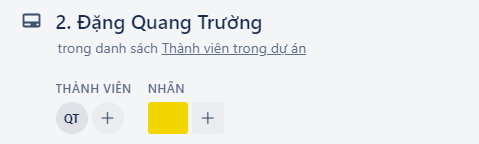 2. Đặng Quang Trường
trong danh sách Thành viên trong dự án
THÀNH VIÊN NHÃN
QT + +